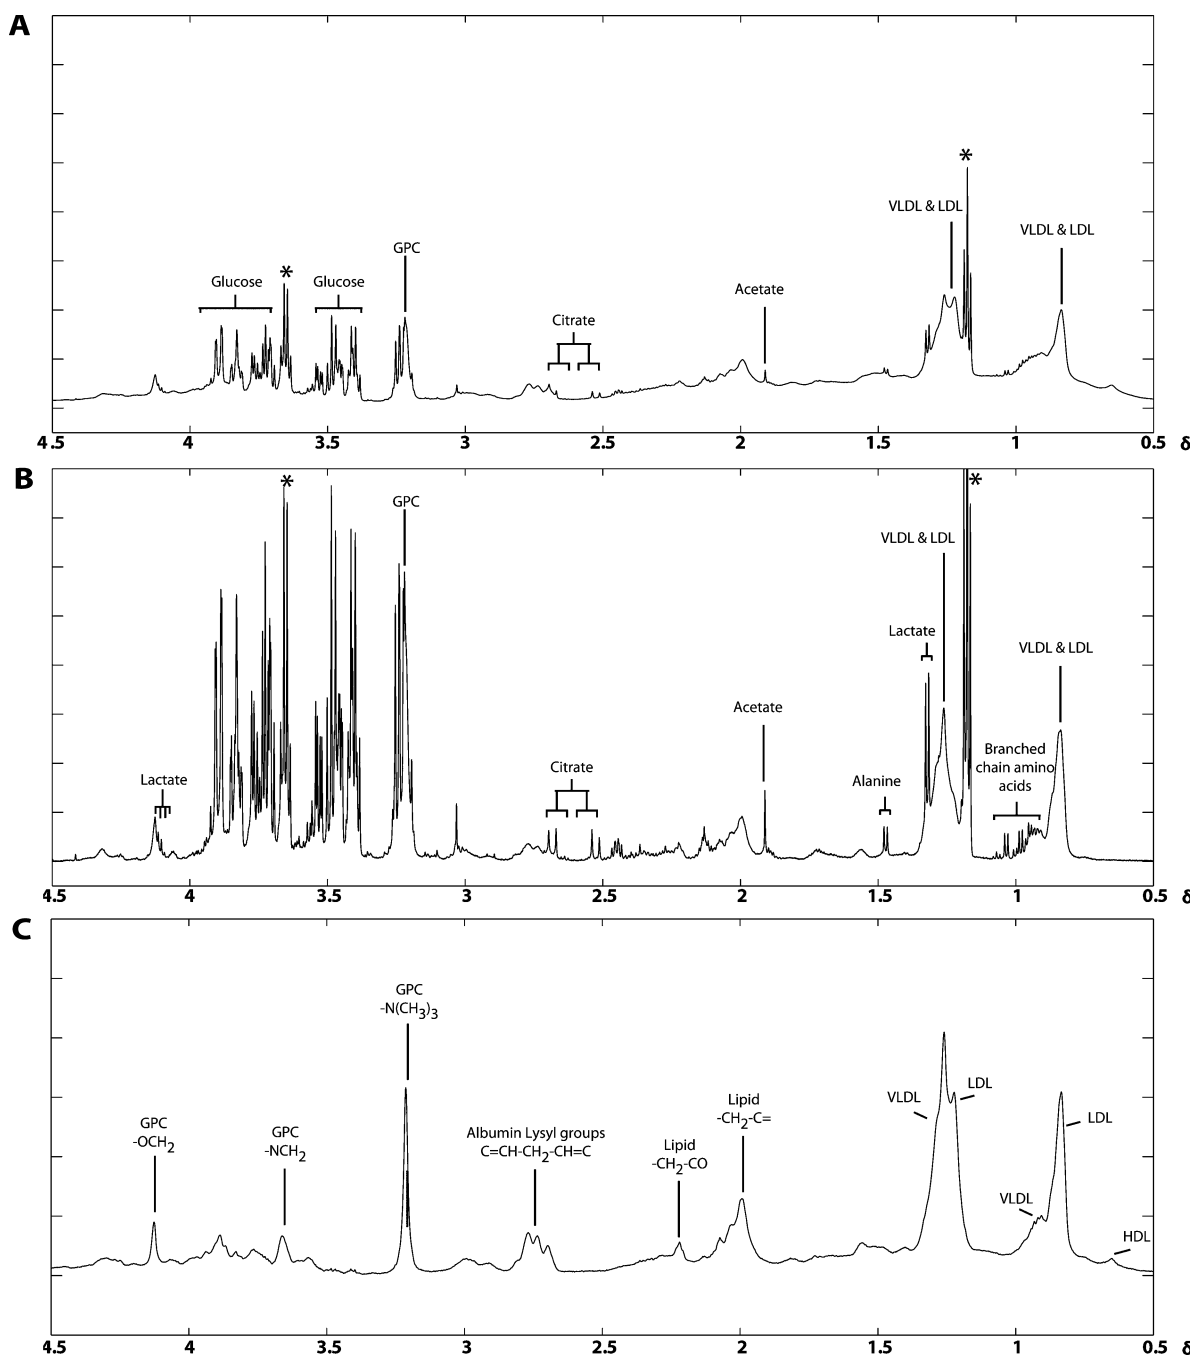 A
*
VLDL & LDL
VLDL & LDL
GPC
*
Glucose
Glucose
Acetate
Citrate
4.5 4 3.5 3 2.5 2 1.5 1 0.5 δ
B
*
*
GPC
VLDL & LDL
Lactate
VLDL & LDL
Acetate
Branched
chain amino
acids
Lactate
Citrate
Alanine
4.5 4 3.5 3 2.5 2 1.5 1 0.5 δ
C
GPC
-N(CH3)3
GPC
-OCH2
GPC
-NCH2
Albumin Lysyl groups
C=CH-CH2-CH=C
Lipid
-CH2-CO
Lipid
-CH2-C=
VLDL
LDL
LDL
VLDL
HDL
4.5 4 3.5 3 2.5 2 1.5 1 0.5 δ